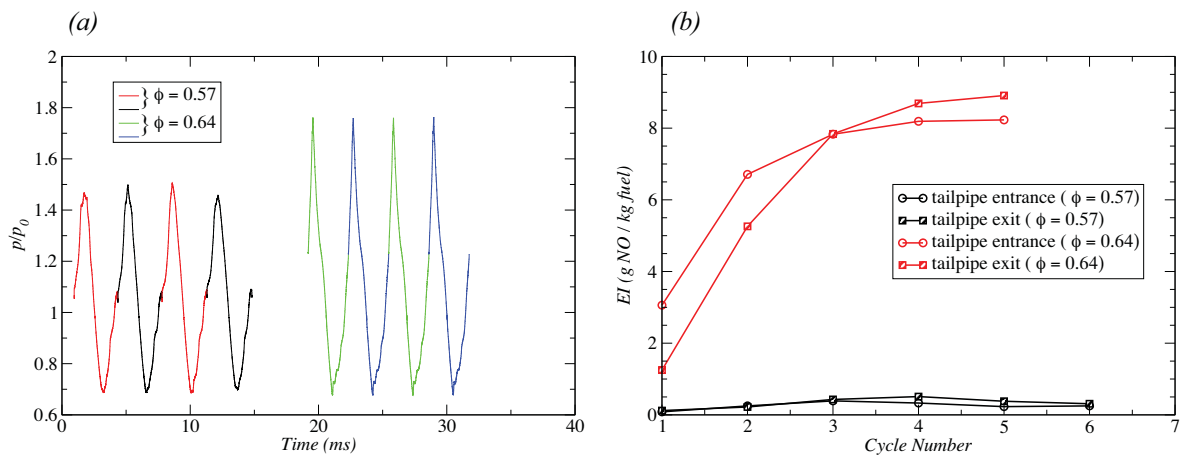 (a)
2
1.8
1.6
1.4
1.2
1
0.8
0.6
p/p0
} ϕ = 0.57
} ϕ = 0.64
0 10 20 30 40
Time (ms)
(b)
10
8
6
4
2
0
EI (g NO / kg fuel)
tailpipe entrance ( ϕ = 0.57)
tailpipe exit ( ϕ = 0.57)
tailpipe entrance ( ϕ = 0.64)
tailpipe exit ( ϕ = 0.64)
1 2 3 4 5 6 7
Cycle Number